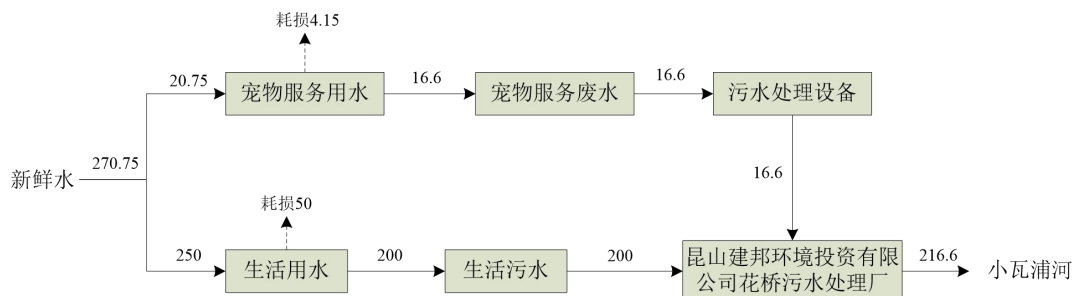 耗损4.15
20.75
宠物服务用水
16.6
宠物服务废水
16.6
污水处理设备
新鲜水
270.75
16.6
耗损50
250
生活用水
200
生活污水
200
昆山建邦环境投资有限
公司花桥污水处理厂
216.6
小瓦浦河